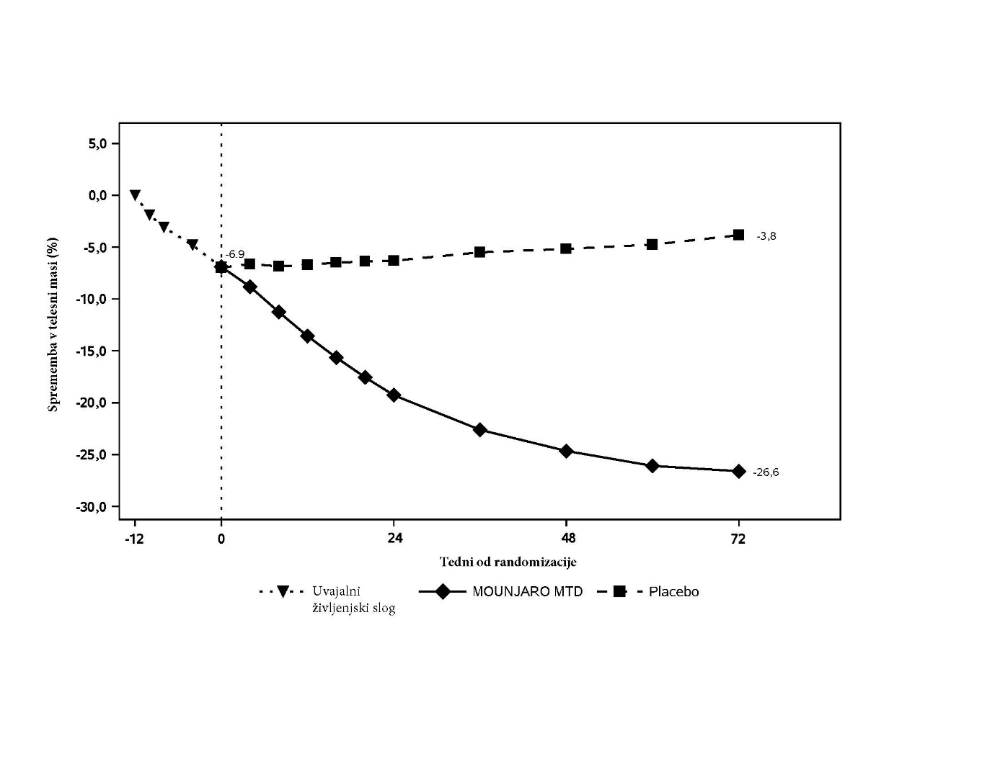 5,0
0,0
-5,0
-10,0
-15,0
-20,0
-25,0
-30,0
Sprememba v telesni masi (%)
-6.9
-3,8
-26,6
-12 0 24 48 72
Tedni od randomizacije
Uvajalni
življenjski slog
MOUNJARO MTD
Placebo